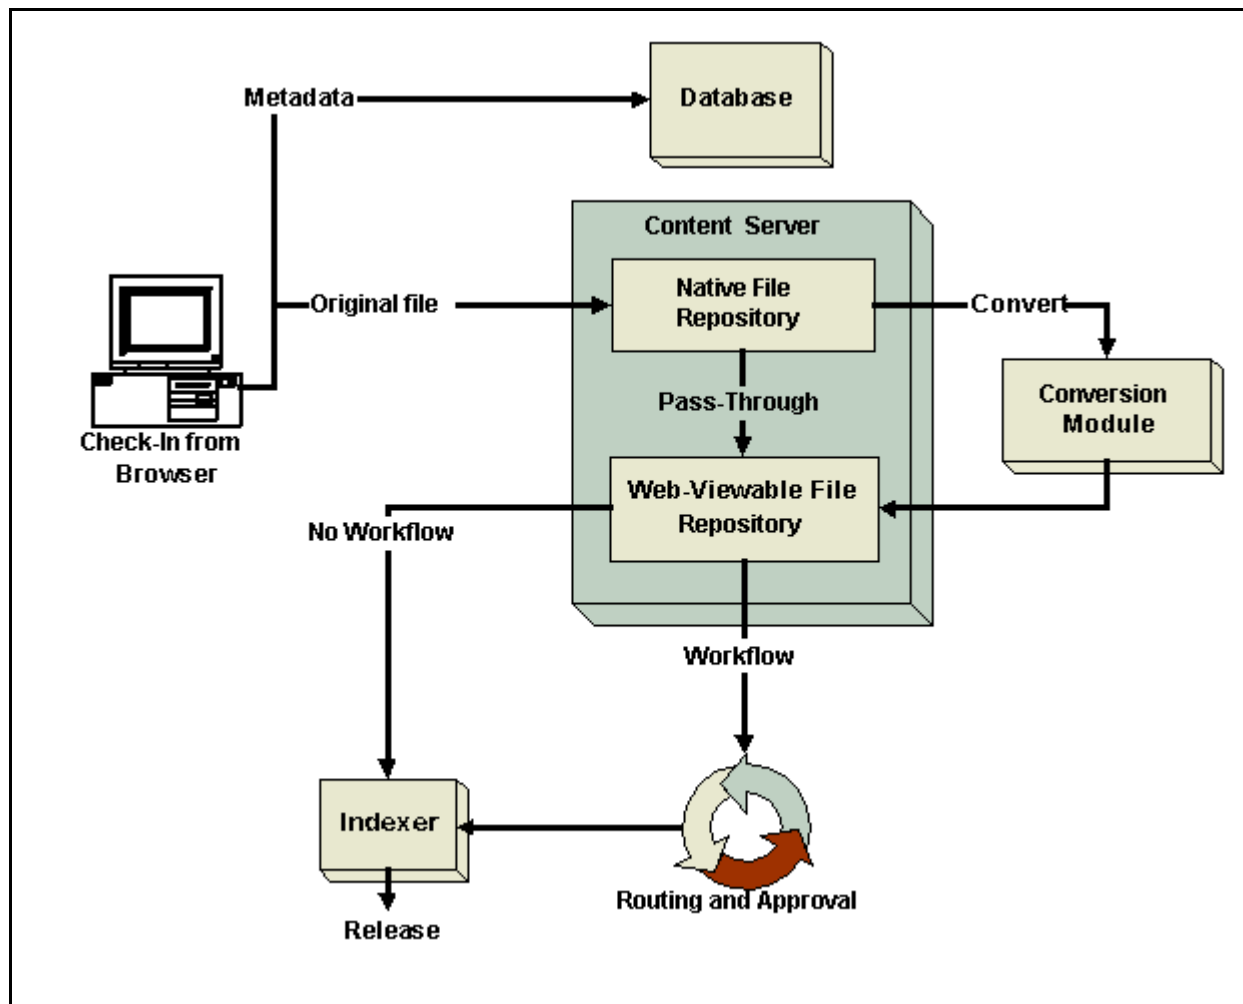 Metadata
Database
Content Server
Original file
Native File
Repository
Convert
Pass-Through
Conversion
Module
Check-In from
Browser
Web-Viewable File
Repository
No Workflow
Workflow
Indexer
Routing and Approval
Release